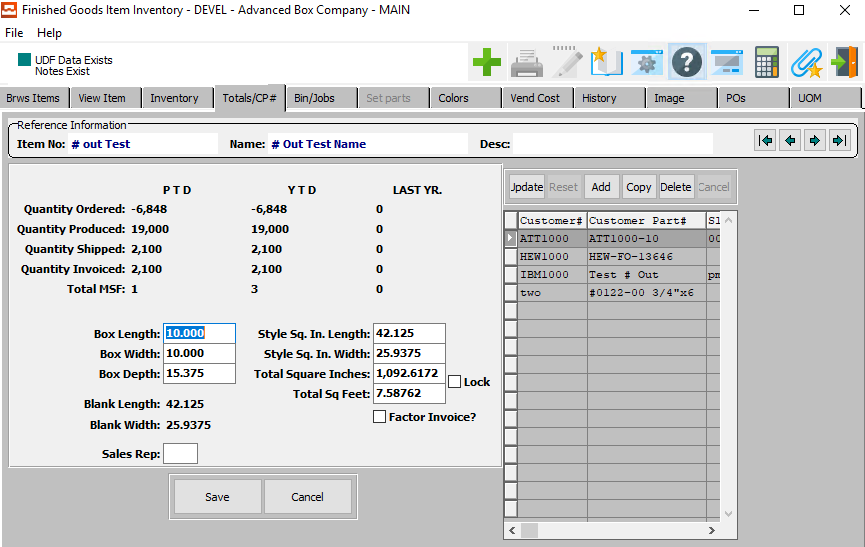 Finished Goods Item Inventory - DEVEL - Advanced Box Company - MAIN
File Help
UDF Data Exists
Notes Exist
Brws Items View Item Inventory Totals/CP# Bin/Jobs Set parts Colors Vend Cost History Image POs UOM
Reference Information
Item No: # out Test Name: # Out Test Name Desc:
P T D Y T D LAST YR.
Quantity Ordered: -6,848 -6,848 0
Quantity Produced: 19,000 19,000 0
Quantity Shipped: 2,100 2,100 0
Quantity Invoiced: 2,100 2,100 0
Total MSF: 1 3 0
Box Length: 10.000 Style Sq. In. Length: 42.125
Box Width: 10.000 Style Sq. In. Width: 25.9375
Box Depth: 15.375 Total Square Inches: 1,092.6172 Lock
Total Sq Feet: 7.58762
Blank Length: 42.125 Factor Invoice?
Blank Width: 25.9375
Sales Rep:
Save Cancel
Update Reset Add Copy Delete Cancel
Customer# Customer Part#
ATT1000 ATT1000-10 00
HEW1000 HEW-FO-13646
IBM1000 Test # Out pm
two #0122-00 3/4"x6